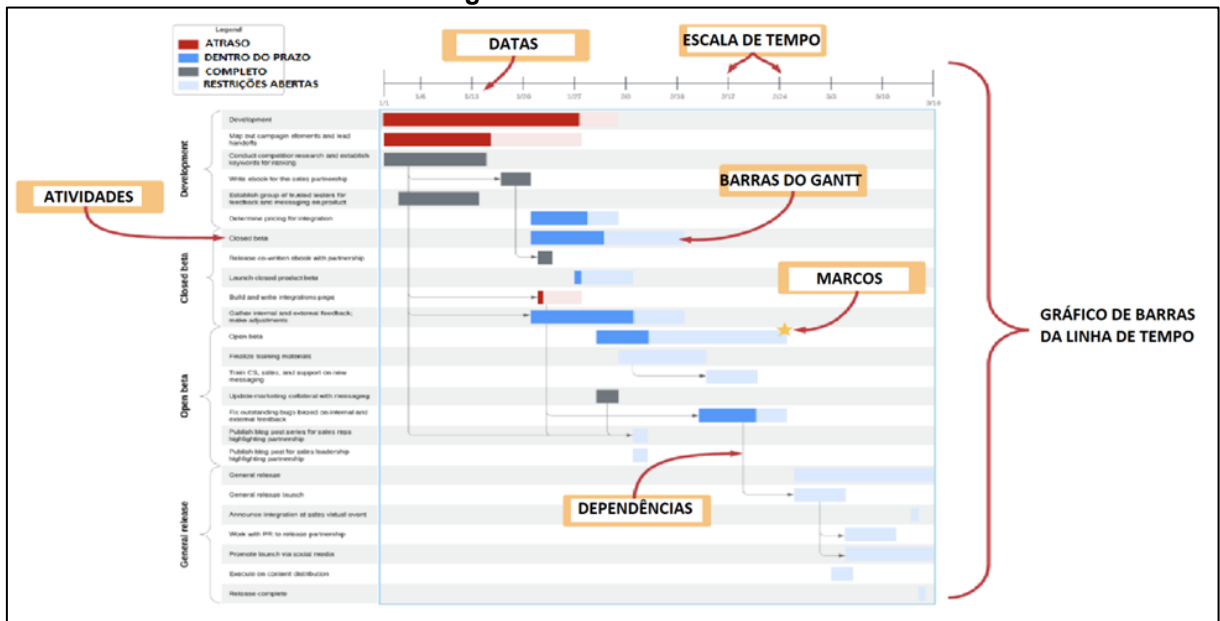 Legend
ATRASO
DENTRO DO PRAZO
COMPLETO
RESTRIÇÕES ABERTAS
DATAS
ESCALA DE TEMPO
1/1
1/6
1/13
1/20
1/27
2/3
2/10
2/17
2/24
3/10
3/16
Development
Development
Map out campaign elements and lead
handoffs
Conduct competitor research and establish
keywords for ranking
Write ebook for the sales partnership
Establish group of trusted testers for
feedback and messaging on product
Determine pricing for integration
ATIVIDADES
BARRAS DO GANTT
Closed beta
Closed beta
Release co-written ebook with partnership
Launch closed product beta
Build and write integrations page
Gather internal and external feedback;
make adjustments
MARCOS
GRÁFICO DE BARRAS
DA LINHA DE TEMPO
Open beta
Open beta
Finalize training materials
Train CS, sales, and support on new
messaging
Update marketing collateral with messaging
Fix outstanding bugs based on internal and
external feedback
Publish blog post series for sales reps
highlighting partnership
Publish blog post for sales leadership
highlighting partnership
DEPENDÊNCIAS
General release
General release
General release launch
Announce integration at sales virtual event
Work with PR to release partnership
Promote launch via social media
Execute on content distribution
Release complete